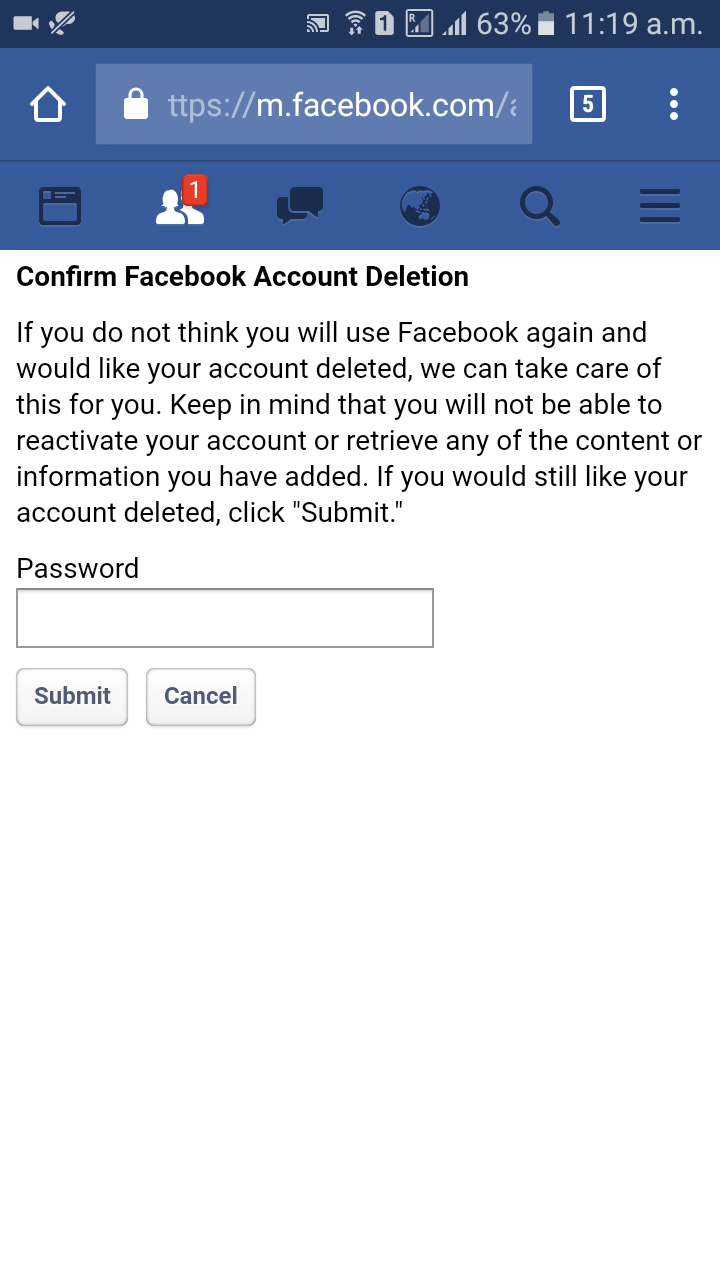 1 R 63% 11:19 a.m.
ttps://m.facebook.com/a 5
1
Confirm Facebook Account Deletion
If you do not think you will use Facebook again and
would like your account deleted, we can take care of
this for you. Keep in mind that you will not be able to
reactivate your account or retrieve any of the content or
information you have added. If you would still like your
account deleted, click "Submit."
Password
Submit Cancel